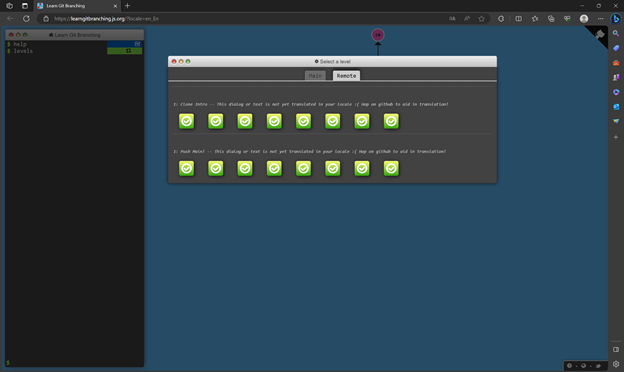 Learn Git Branching
https://learngitbranching.js.org/?locale=en_En
Learn Git Branching
$ help
$ levels
$
Select a level
Main
Remote
1: Clone Intro -- This dialog or text is not yet translated in your locale :( Hop on github to aid in translation!
1: Push Main! -- This dialog or text is not yet translated in your locale :( Hop on github to aid in translation!